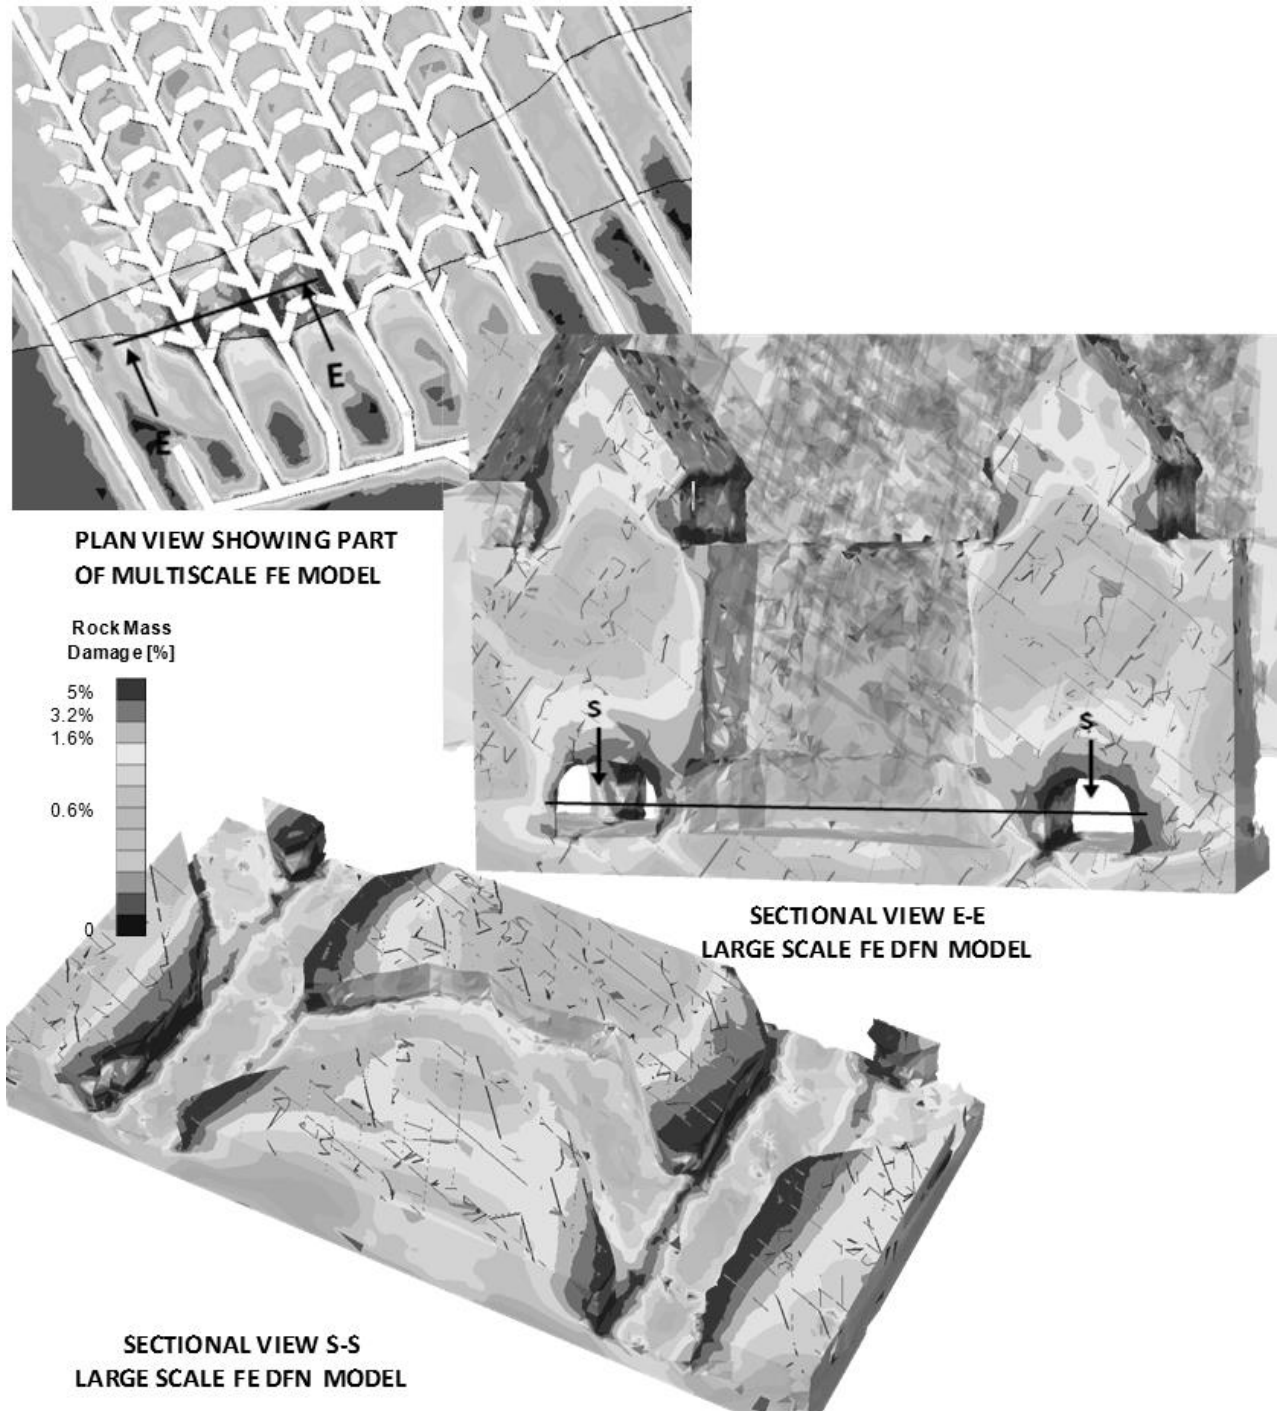 E
E
PLAN VIEW SHOWING PART
OF MULTISCALE FE MODEL
Rock Mass
Damage [%]
5%
3.2%
1.6%
0.6%
0
S
S
SECTIONAL VIEW E-E
LARGE SCALE FE DFN MODEL
SECTIONAL VIEW S-S
LARGE SCALE FE DFN MODEL